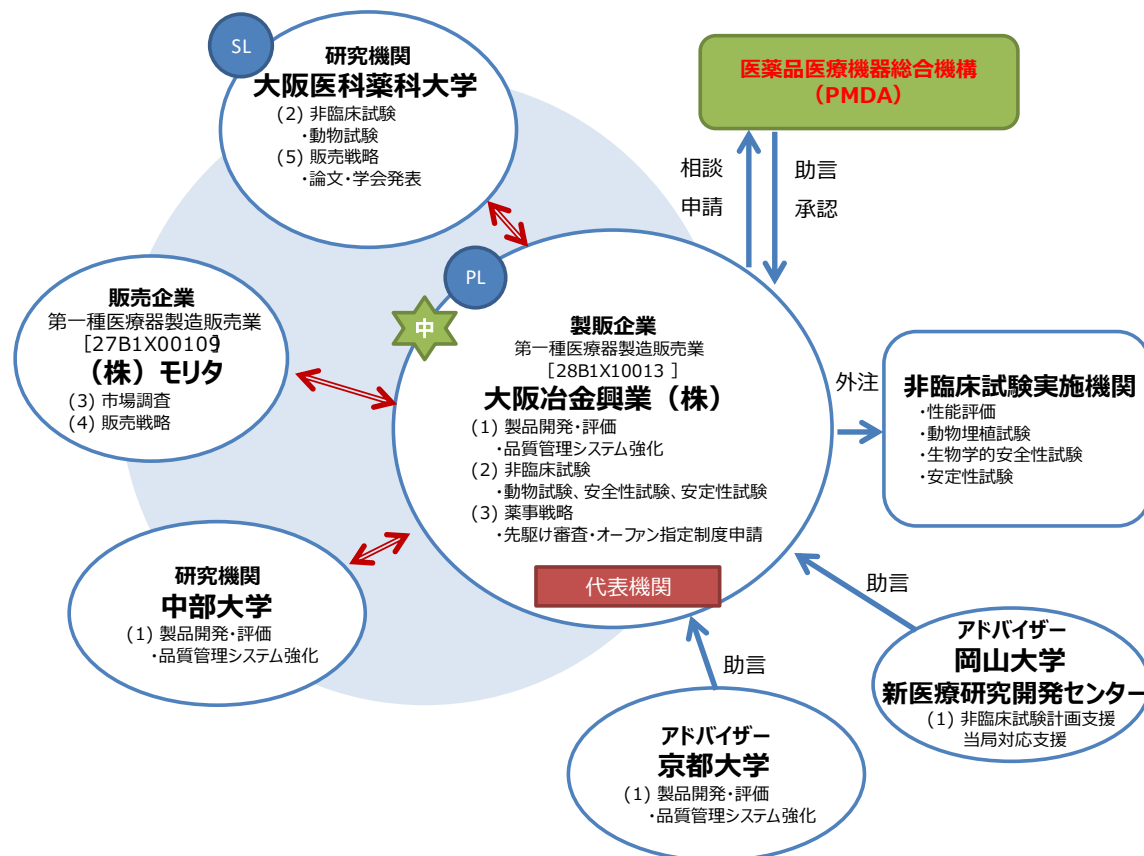 SL
研究機関
大阪医科薬科大学
(2) 非臨床試験
・動物試験
(5) 販売戦略
・論文・学会発表
医薬品医療機器総合機構
（PMDA）
相談
申請
助言
承認
販売企業
第一種医療器製造販売業
[27B1X00109]
（株）モリタ
(3) 市場調査
(4) 販売戦略
PL
中
製販企業
第一種医療器製造販売業
[28B1X10013 ]
大阪冶金興業（株）
(1) 製品開発・評価
・品質管理システム強化
(2) 非臨床試験
・動物試験、安全性試験、安定性試験
(3) 薬事戦略
・先駆け審査・オーファン指定制度申請
代表機関
外注
非臨床試験実施機関
・性能評価
・動物埋植試験
・生物学的安全性試験
・安定性試験
研究機関
中部大学
(1) 製品開発・評価
・品質管理システム強化
助言
アドバイザー
京都大学
(1) 製品開発・評価
・品質管理システム強化
助言
アドバイザー
岡山大学
新医療研究開発センター
(1) 非臨床試験計画支援
当局対応支援